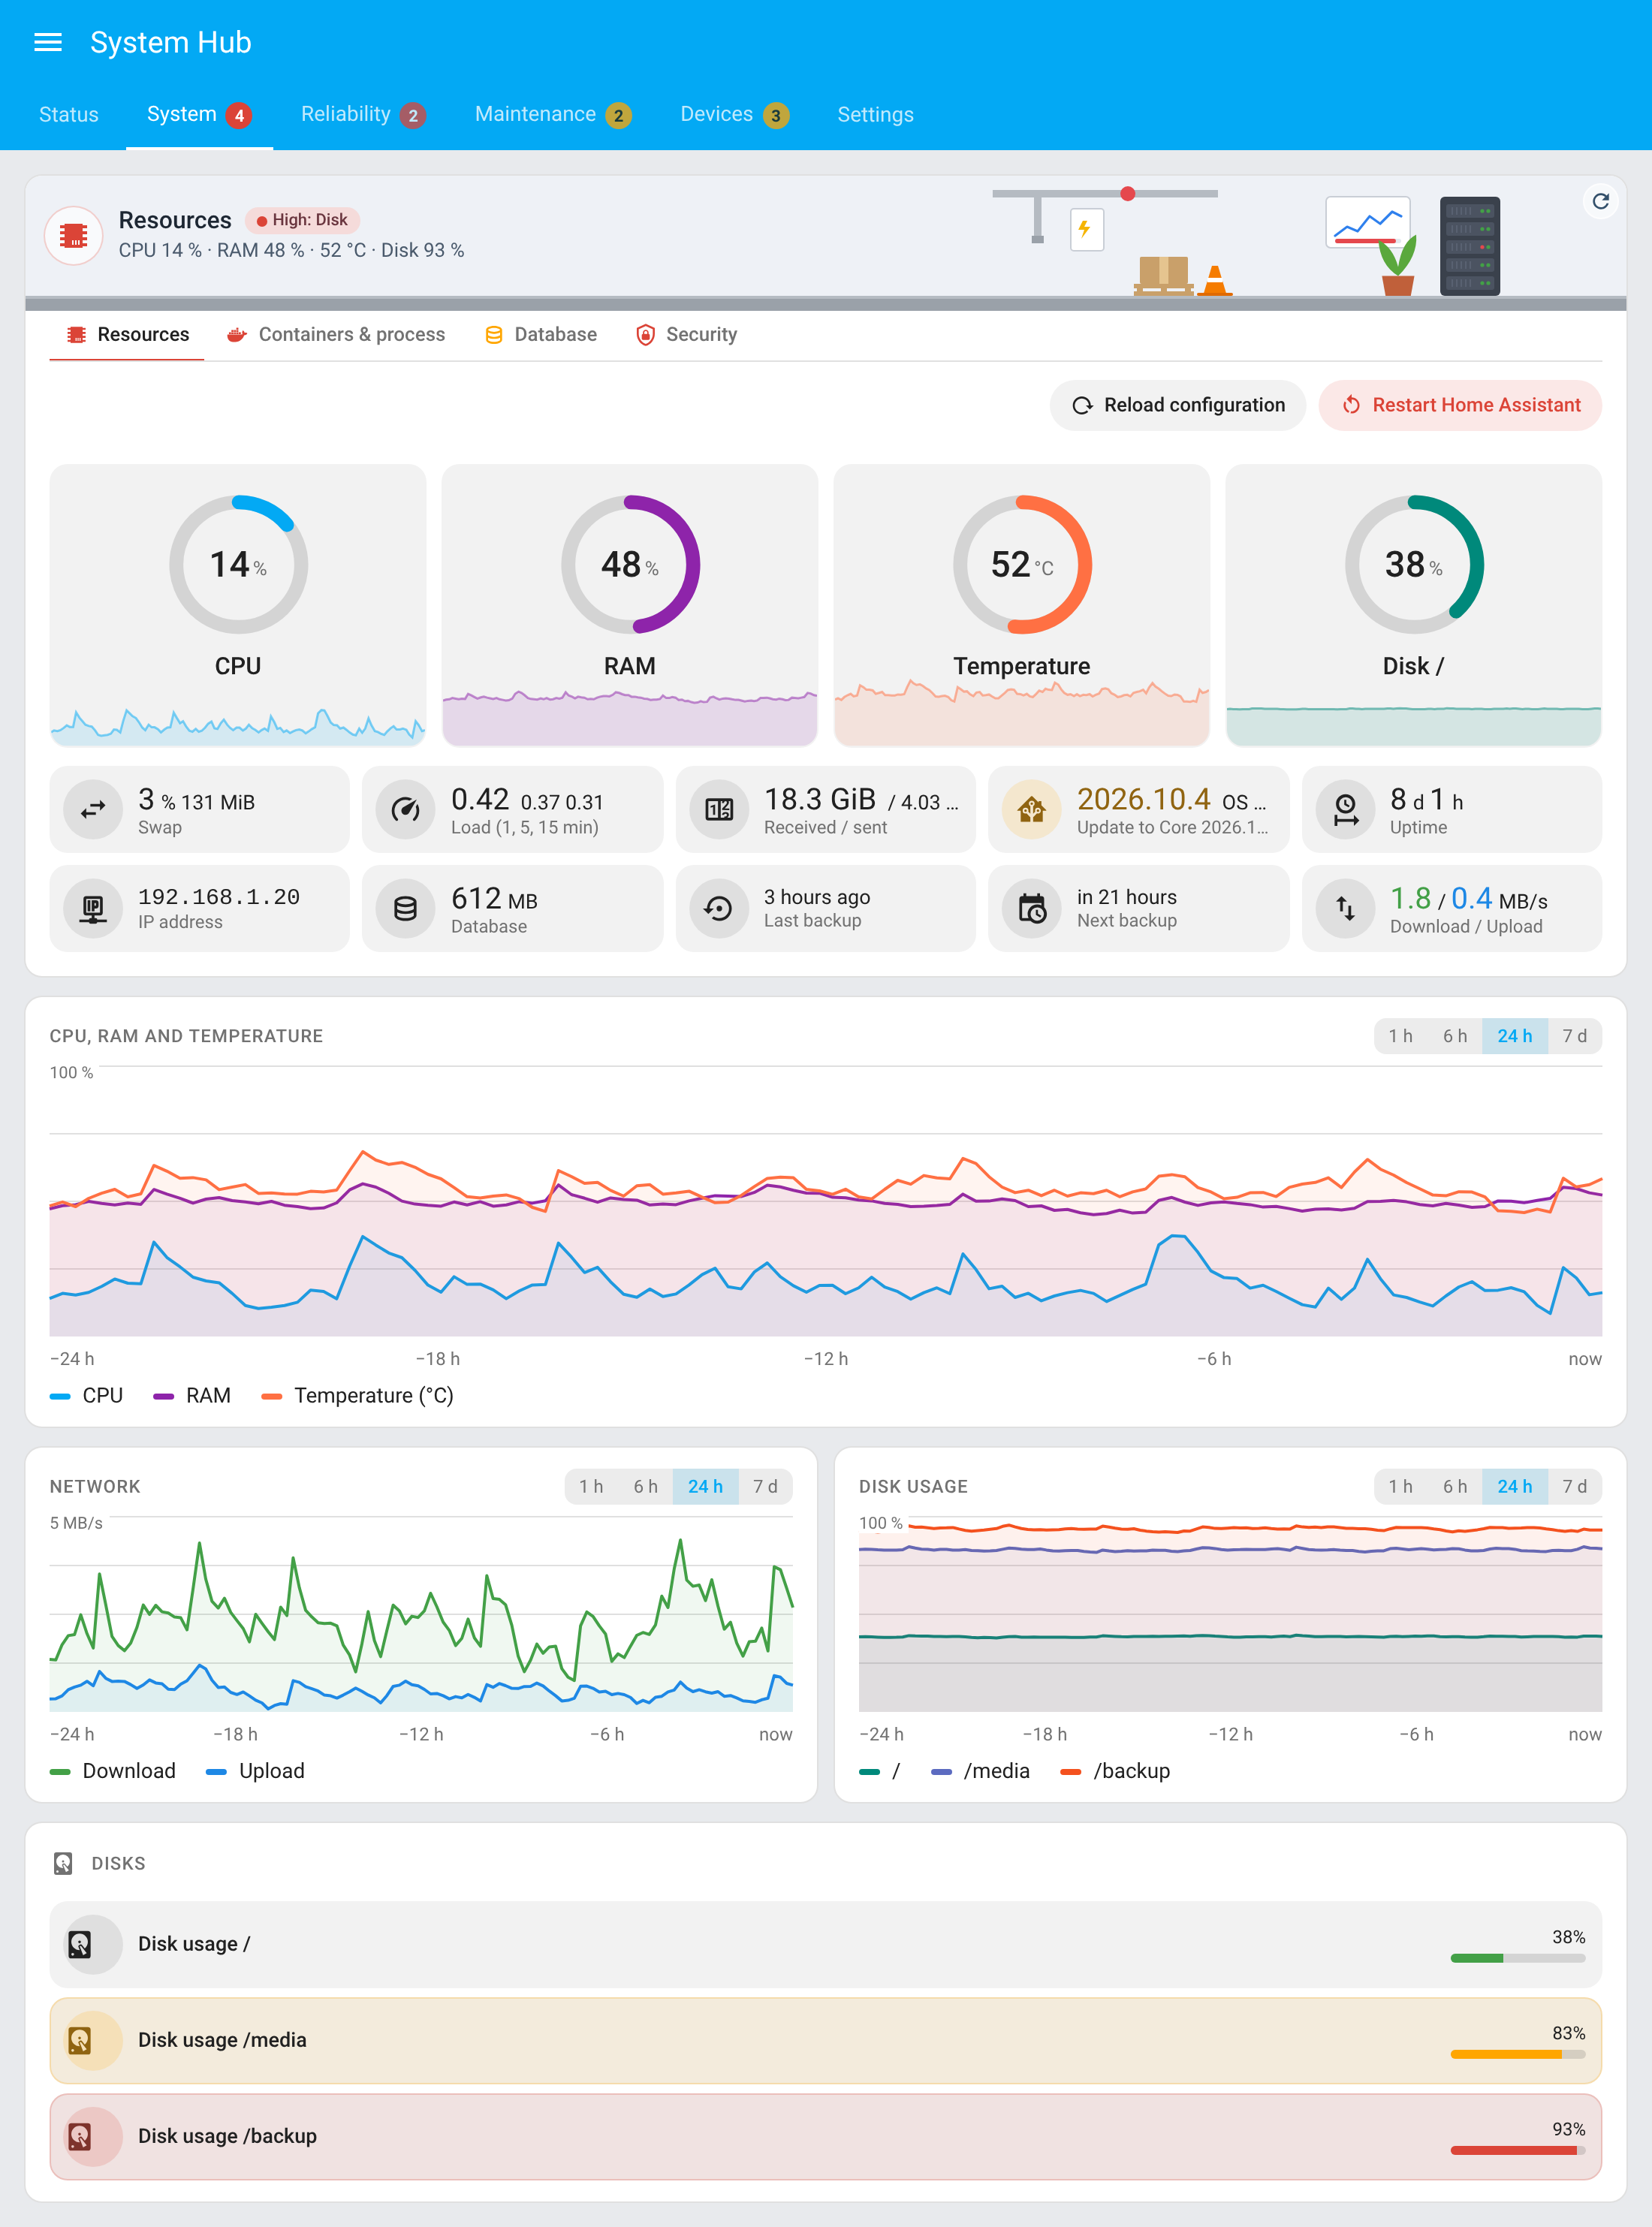 System Hub
Status System 4 Reliability 2 Maintenance 2 Devices 3 Settings
Resources High: Disk
CPU 14 % · RAM 48 % · 52 °C · Disk 93 %
Resources Containers & process Database Security
Reload configuration Restart Home Assistant
14 % 48 % 52 °C 38 %
CPU RAM Temperature Disk /
3 % 131 MiB
Swap
0.42 0.37 0.31
Load (1, 5, 15 min)
18.3 GiB / 4.03 ...
Received / sent
2026.10.4 OS ...
Update to Core 2026.1...
8 d 1 h
Uptime
192.168.1.20
IP address
612 MB
Database
3 hours ago
Last backup
in 21 hours
Next backup
1.8 / 0.4 MB/s
Download / Upload
CPU, RAM AND TEMPERATURE 1 h 6 h 24 h 7 d
100 %
−24 h −18 h −12 h −6 h now
CPU RAM Temperature (°C)
NETWORK 1 h 6 h 24 h 7 d
5 MB/s
−24 h −18 h −12 h −6 h now
Download Upload
DISK USAGE 1 h 6 h 24 h 7 d
100 %
−24 h −18 h −12 h −6 h now
/ /media /backup
DISKS
Disk usage / 38%
Disk usage /media 83%
Disk usage /backup 93%